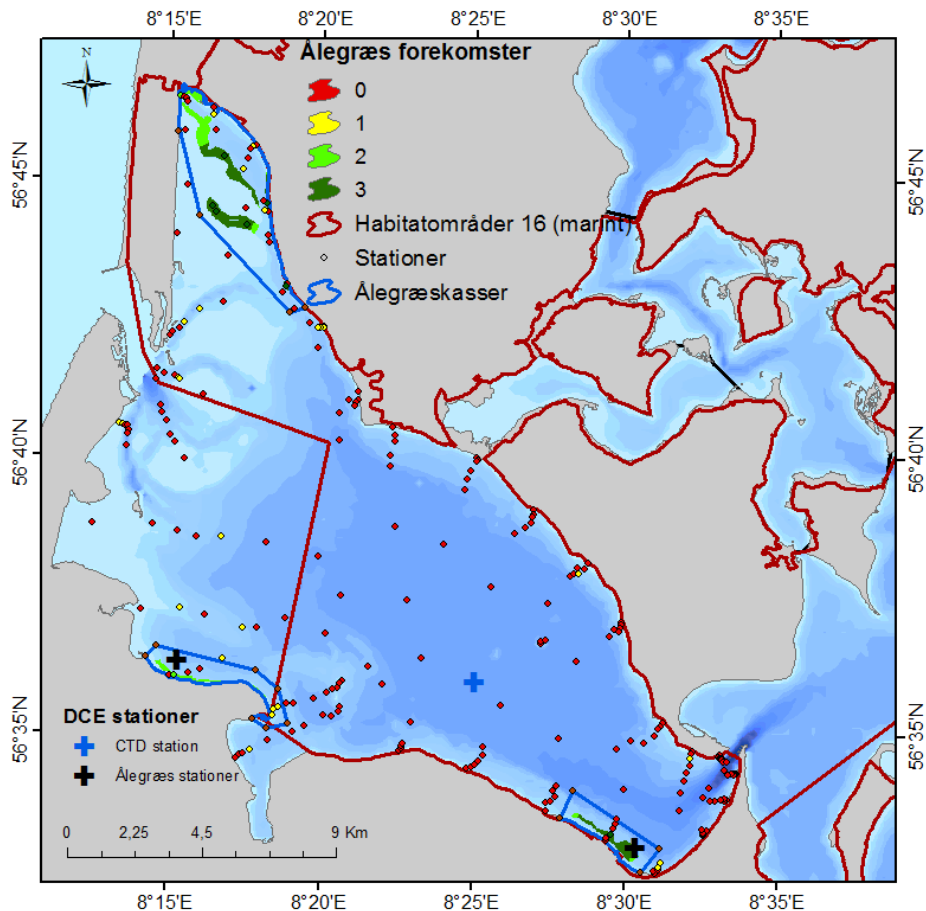 8°15'E 8°20'E 8°25'E 8°30'E 8°35'E
N
Ålegræs forekomster
0
1
2
3
Habitatområder 16 (marint)
Stationer
Ålegræskasser
56°45'N 56°45'N
56°40'N 56°40'N
56°35'N 56°35'N
DCE stationer
CTD station
Ålegræs stationer
0 2,25 4,5 9 Km
8°15'E 8°20'E 8°25'E 8°30'E 8°35'E